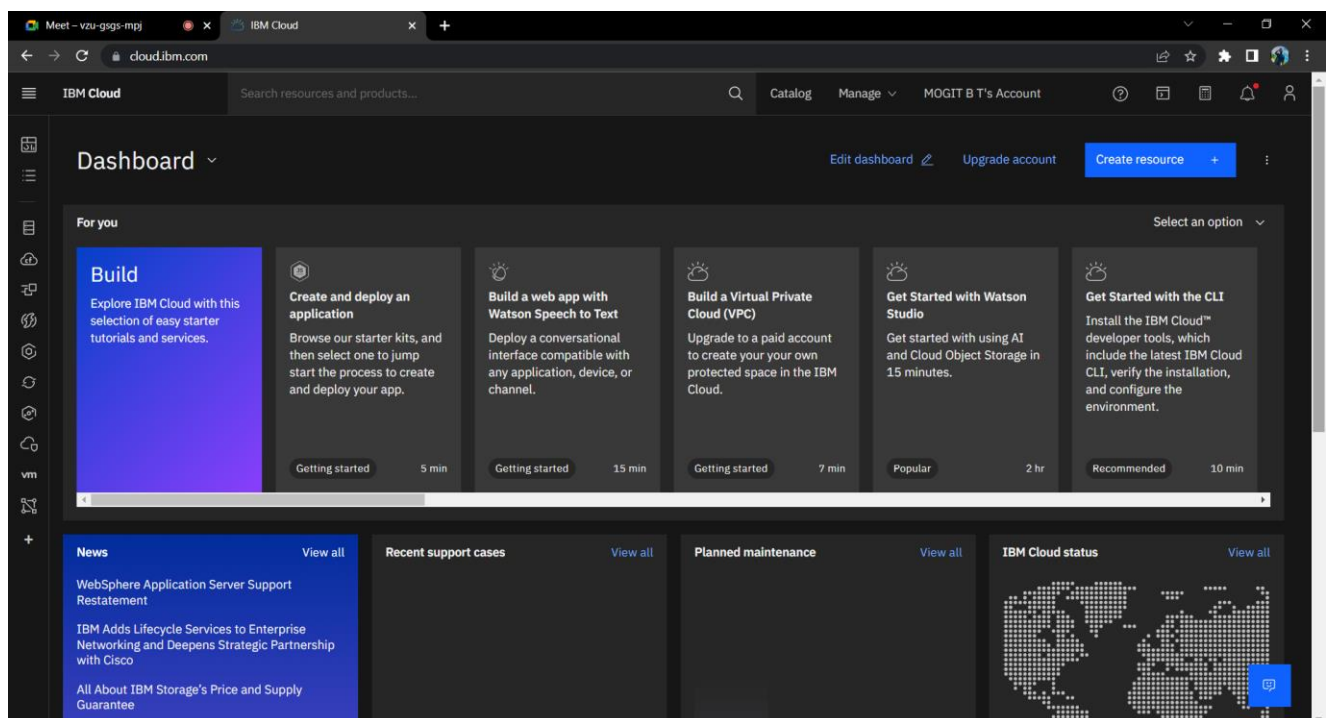 Meet – vzu-gsgs-mpj
IBM Cloud
cloud.ibm.com
IBM Cloud
Search resources and products...
Catalog
Manage
MOGIT B T's Account
Dashboard
Edit dashboard
Upgrade account
Create resource +
For you
Select an option
Build
Explore IBM Cloud with this
selection of easy starter
tutorials and services.
Create and deploy an
application
Browse our starter kits, and
then select one to jump
start the process to create
and deploy your app.
Getting started
5 min
Build a web app with
Watson Speech to Text
Deploy a conversational
interface compatible with
any application, device, or
channel.
Getting started
15 min
Build a Virtual Private
Cloud (VPC)
Upgrade to a paid account
to create your your own
protected space in the IBM
Cloud.
Getting started
7 min
Get Started with Watson
Studio
Get started with using AI
and Cloud Object Storage in
15 minutes.
Popular
2 hr
Get Started with the CLI
Install the IBM Cloud™
developer tools, which
include the latest IBM Cloud
CLI, verify the installation,
and configure the
environment.
Recommended
10 min
vm
News
View all
WebSphere Application Server Support
Restatement
IBM Adds Lifecycle Services to Enterprise
Networking and Deepens Strategic Partnership
with Cisco
All About IBM Storage's Price and Supply
Guarantee
Recent support cases
View all
Planned maintenance
View all
IBM Cloud status
View all